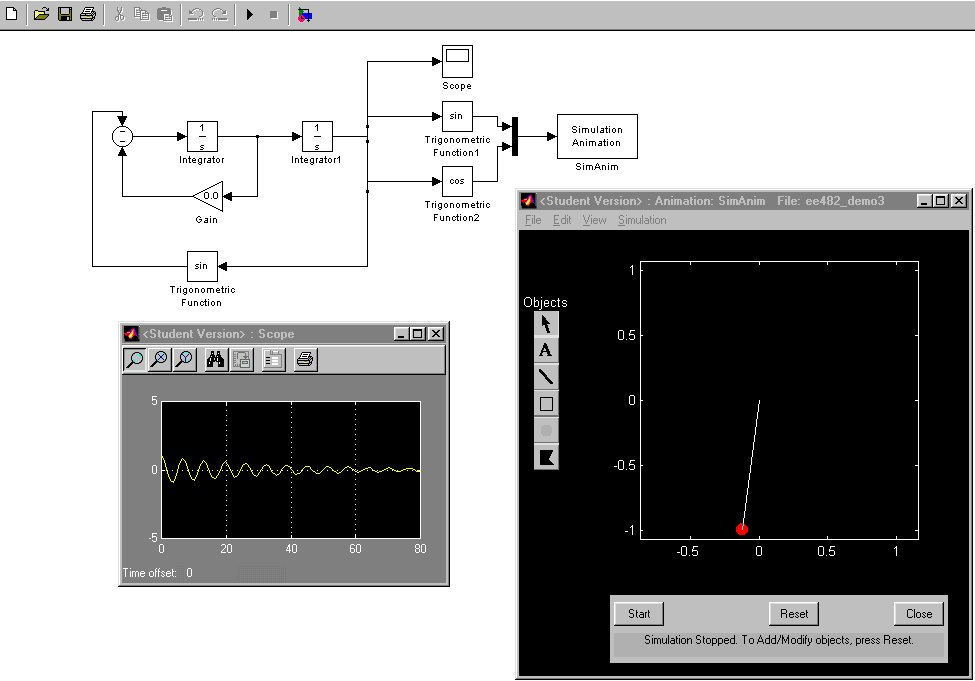 Scope
sin
Trigonometric
Function1
Simulation
Animation
SimAnim
1
s
Integrator
1
s
Integrator1
cos
Trigonometric
Function2
0.0
Gain
sin
Trigonometric
Function
<Student Version> : Scope
5
0
-5
0 20 40 60 80
Time offset: 0
<Student Version> : Animation: SimAnim File: ee482_demo3
File Edit View Simulation
Objects
A
1
0.5
0
-0.5
-1
-0.5 0 0.5 1
Start Reset Close
Simulation Stopped. To Add/Modify objects, press Reset.